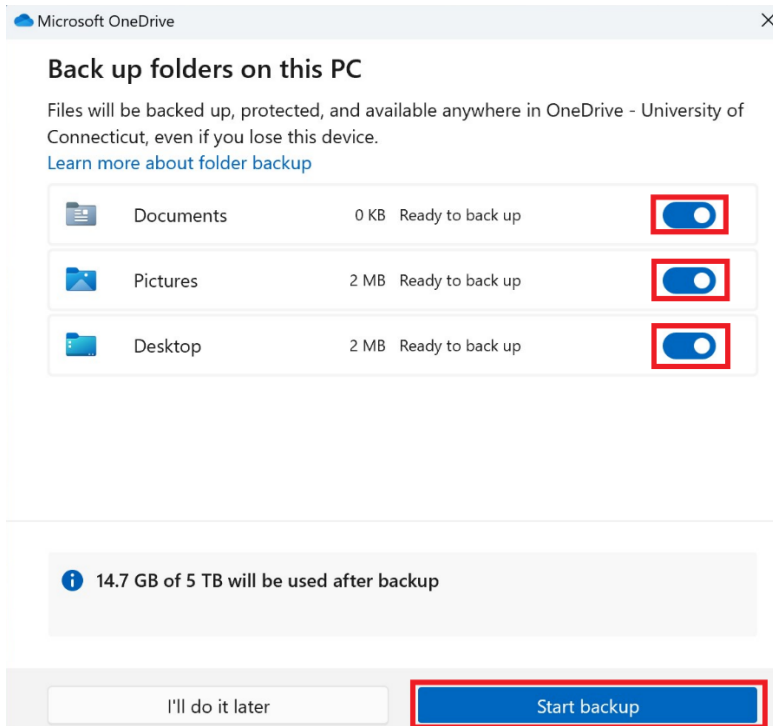 Microsoft OneDrive
Back up folders on this PC
Files will be backed up, protected, and available anywhere in OneDrive - University of
Connecticut, even if you lose this device.
Learn more about folder backup
Documents 0 KB Ready to back up
Pictures 2 MB Ready to back up
Desktop 2 MB Ready to back up
14.7 GB of 5 TB will be used after backup
I'll do it later Start backup